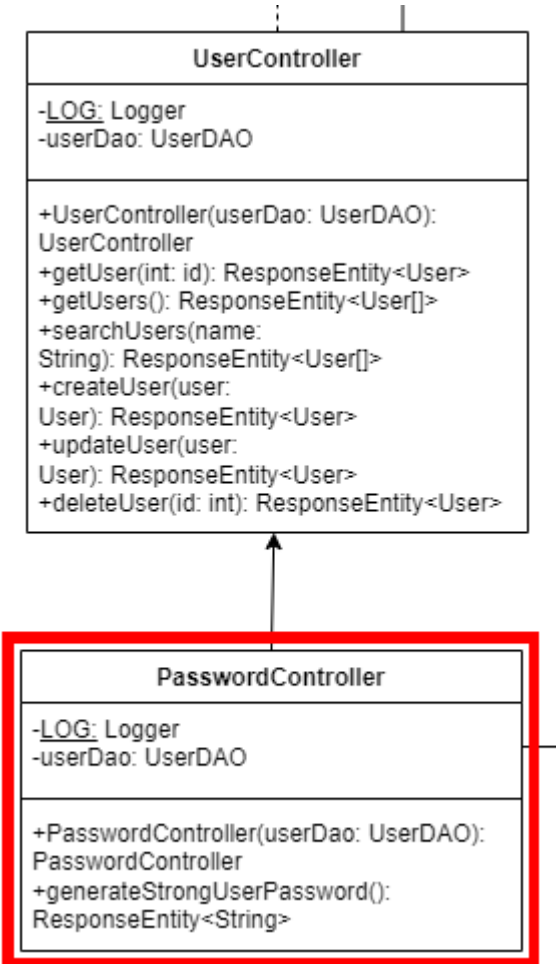 UserController
-LOG: Logger
-userDao: UserDAO
+UserController(userDao: UserDAO):
UserController
+getUser(int: id): ResponseEntity<User>
+getUsers(): ResponseEntity<User[]>
+searchUsers(name:
String): ResponseEntity<User[]>
+createUser(user:
User): ResponseEntity<User>
+updateUser(user:
User): ResponseEntity<User>
+deleteUser(id: int): ResponseEntity<User>
PasswordController
-LOG: Logger
-userDao: UserDAO
+PasswordController(userDao: UserDAO):
PasswordController
+generateStrongUserPassword():
ResponseEntity<String>